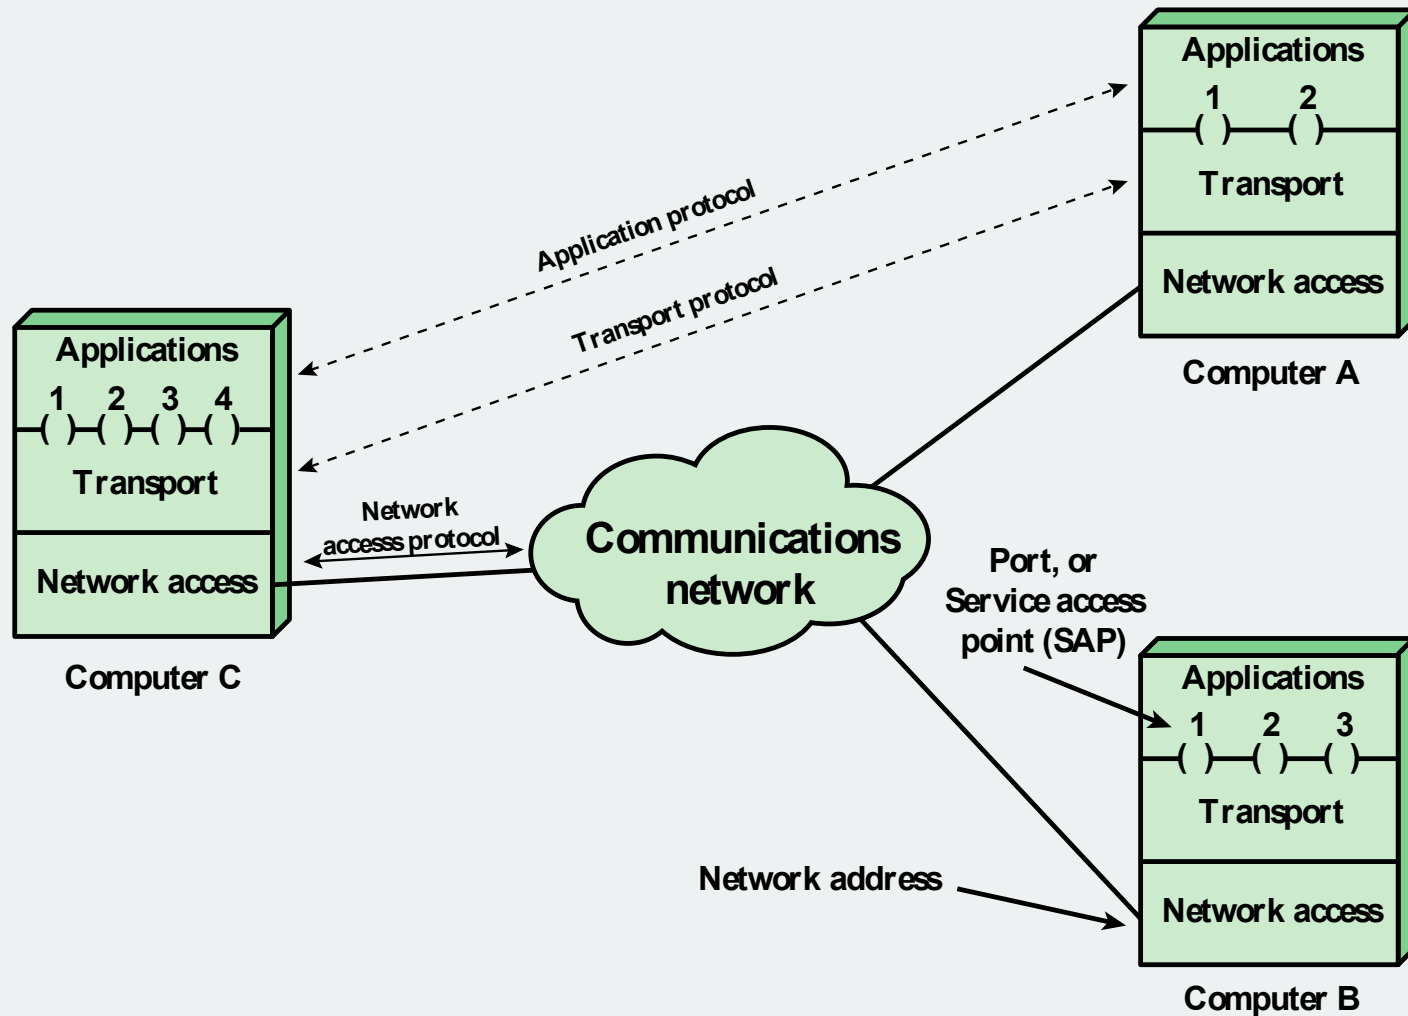 Applications
1 2
Transport
Network access
Computer A
Application protocol
Transport protocol
Applications
1 2 3 4
Transport
Network access
Computer C
Network
accesss protocol
Communications
network
Port, or
Service access
point (SAP)
Applications
1 2 3
Transport
Network access
Network address
Computer B